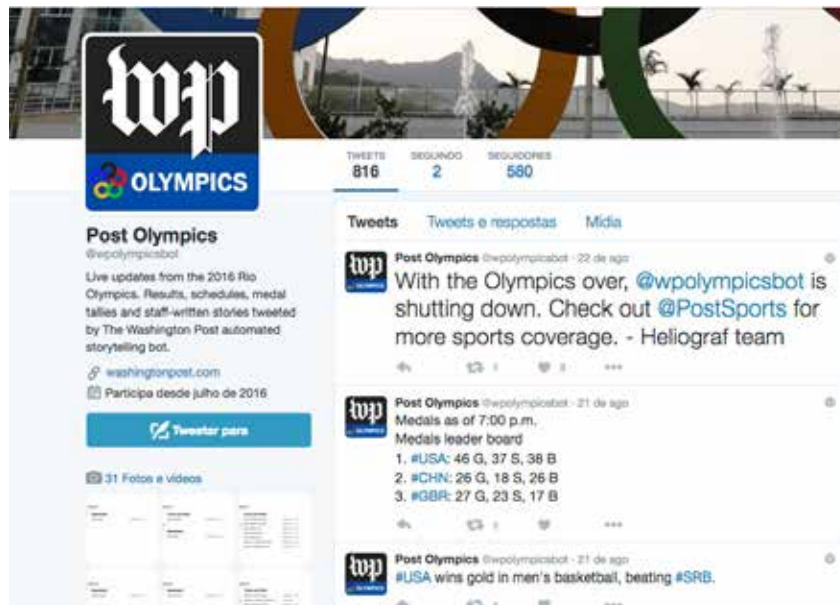 wp
OLYMPICS
TWEETS
816
SEGUINDO
2
SEGUIDORES
580
Post Olympics
@wpolympicsbot
Live updates from the 2016 Rio
Olympics. Results, schedules, medal
tallies and staff-written stories tweeted
by The Washington Post automated
storytelling bot.
washingtonpost.com
Participa desde julho de 2016
Tweetar para
31 Fotos e vídeos
Tweets Tweets e respostas Mídia
wp
Post Olympics @wpolympicsbot · 22 de ago
With the Olympics over, @wpolympicsbot is
shutting down. Check out @PostSports for
more sports coverage. - Heliograf team
wp
Post Olympics @wpolympicsbot · 21 de ago
Medals as of 7:00 p.m.
Medals leader board
1. #USA: 46 G, 37 S, 38 B
2. #CHN: 26 G, 18 S, 26 B
3. #GBR: 27 G, 23 S, 17 B
wp
Post Olympics @wpolympicsbot · 21 de ago
#USA wins gold in men's basketball, beating #SRB.